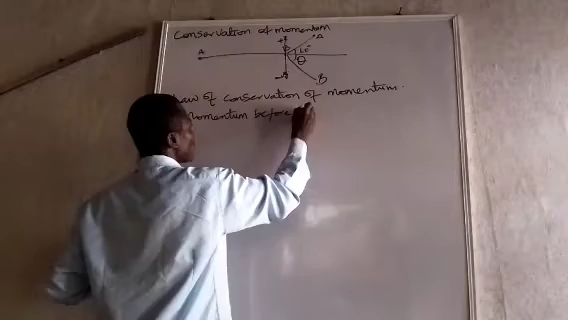 Conservation of momentum
A
A
θ
B
Law of Conservation of momentum.
Momentum before